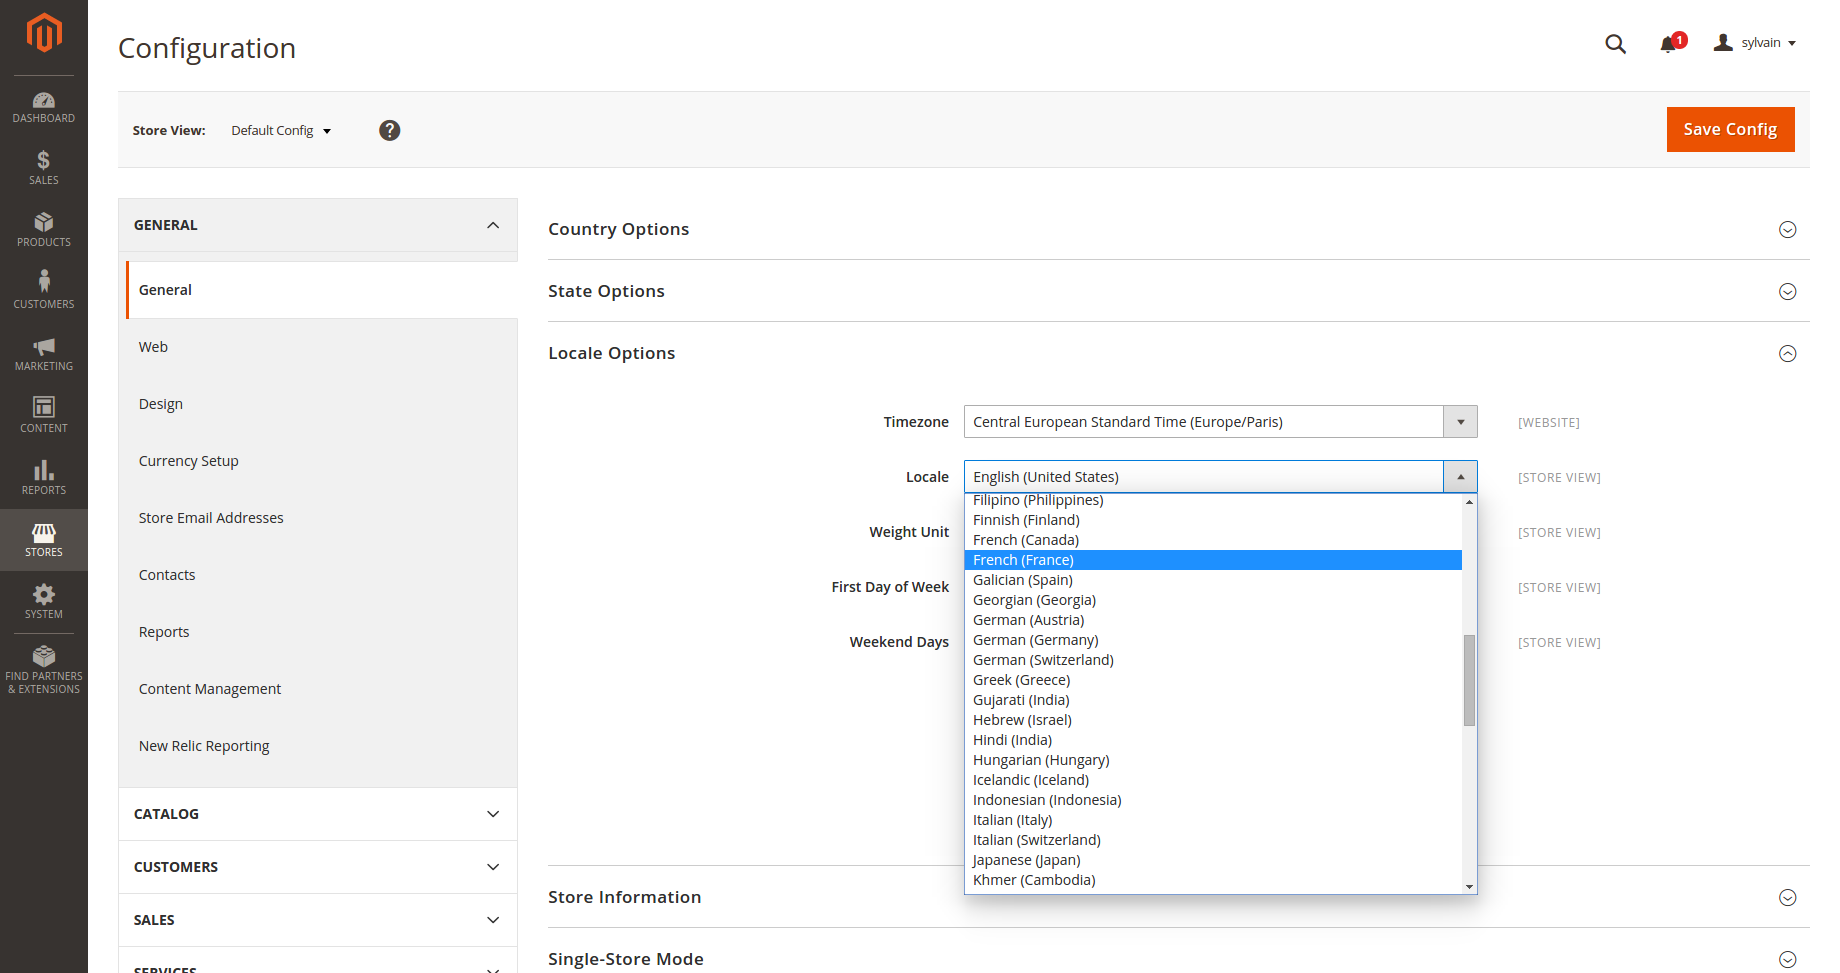 Configuration
1
sylvain
DASHBOARD
SALES
PRODUCTS
CUSTOMERS
MARKETING
CONTENT
REPORTS
STORES
SYSTEM
FIND PARTNERS
& EXTENSIONS
Store View: Default Config ?
Save Config
GENERAL
General
Web
Design
Currency Setup
Store Email Addresses
Contacts
Reports
Content Management
New Relic Reporting
CATALOG
CUSTOMERS
SALES
SERVICES
Country Options
State Options
Locale Options
Timezone Central European Standard Time (Europe/Paris) [WEBSITE]
Locale English (United States) [STORE VIEW]
Weight Unit [STORE VIEW]
First Day of Week [STORE VIEW]
Weekend Days [STORE VIEW]
Filipino (Philippines)
Finnish (Finland)
French (Canada)
French (France)
Galician (Spain)
Georgian (Georgia)
German (Austria)
German (Germany)
German (Switzerland)
Greek (Greece)
Gujarati (India)
Hebrew (Israel)
Hindi (India)
Hungarian (Hungary)
Icelandic (Iceland)
Indonesian (Indonesia)
Italian (Italy)
Italian (Switzerland)
Japanese (Japan)
Khmer (Cambodia)
Store Information
Single-Store Mode